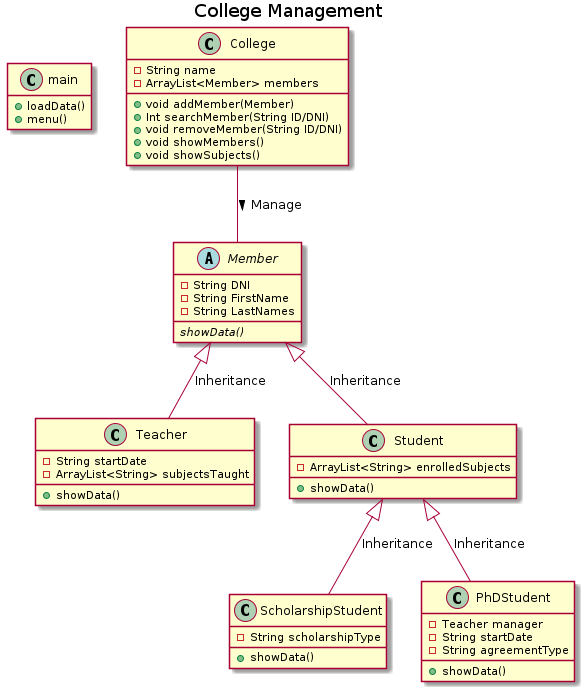 College Management
C main
loadData()
menu()
C College
String name
ArrayList<Member> members
void addMember(Member)
Int searchMember(String ID/DNI)
void removeMember(String ID/DNI)
void showMembers()
void showSubjects()
Manage
A Member
String DNI
String FirstName
String LastNames
showData()
Inheritance
Inheritance
C Teacher
String startDate
ArrayList<String> subjectsTaught
showData()
C Student
ArrayList<String> enrolledSubjects
showData()
Inheritance
Inheritance
C ScholarshipStudent
String scholarshipType
showData()
C PhDStudent
Teacher manager
String startDate
String agreementType
showData()